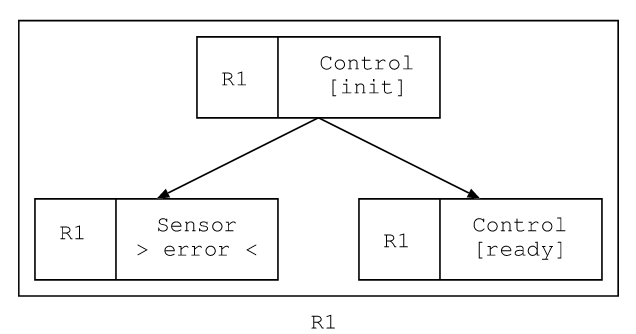 R1
Control
[init]
R1
Sensor
> error <
R1
Control
[ready]
R1